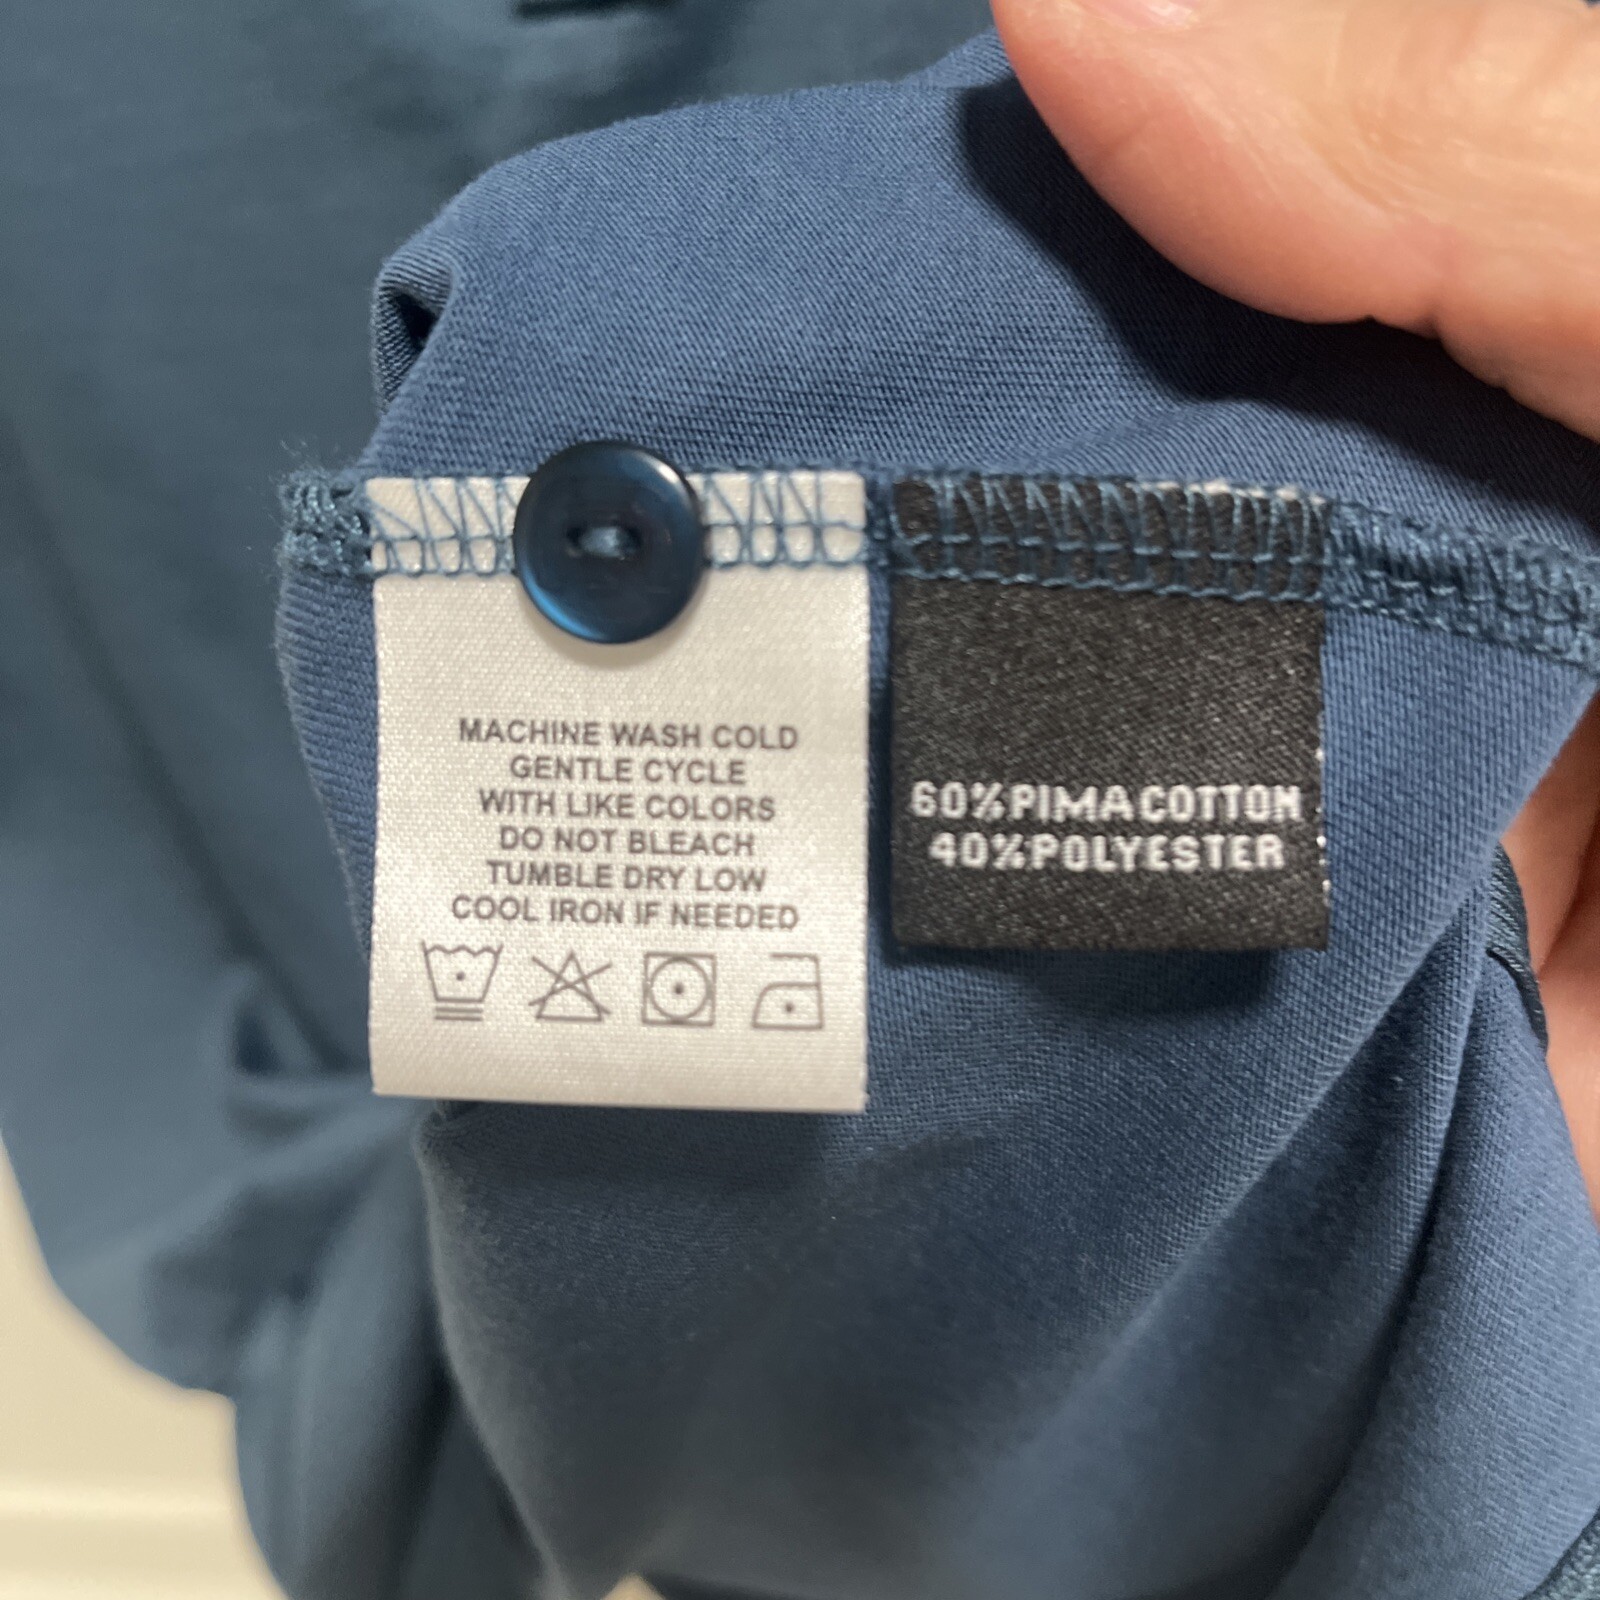 MACHINE WASH COLD
GENTLE CYCLE
WITH LIKE COLORS
DO NOT BLEACH
TUMBLE DRY LOW
COOL IRON IF NEEDED
60%PIMA COTTON
40%POLYESTER